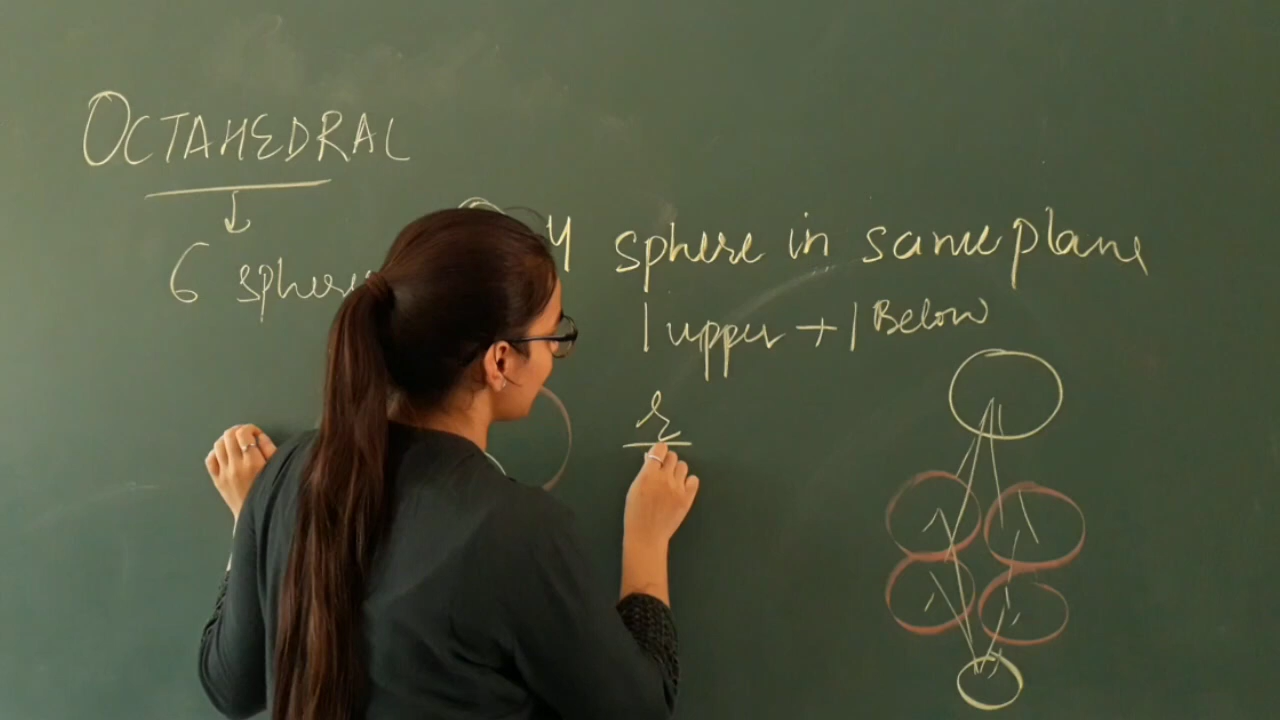 OCTAHEDRAL
6 sphere
4 sphere in same plane
1 upper + 1 Below
r